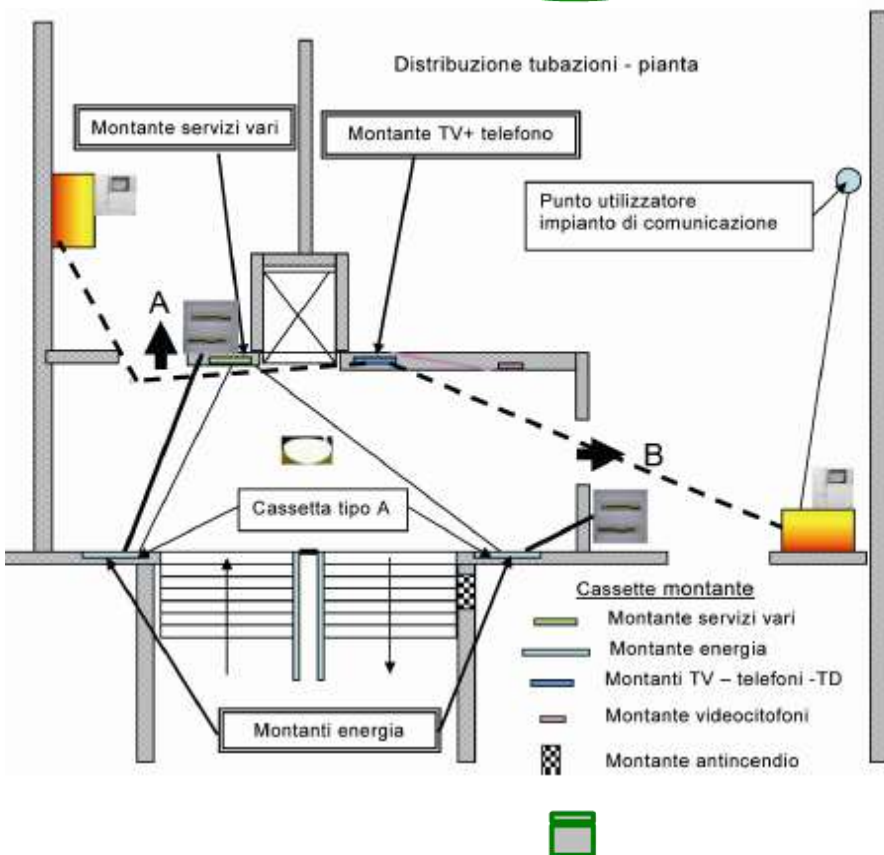 Distribuzione tubazioni - pianta
Montante servizi vari
Montante TV+ telefono
Punto utilizzatore
impianto di comunicazione
A
B
Cassetta tipo A
Cassette montante
Montante servizi vari
Montante energia
Montanti TV – telefoni -TD
Montante videocitofoni
Montante antincendio
Montanti energia